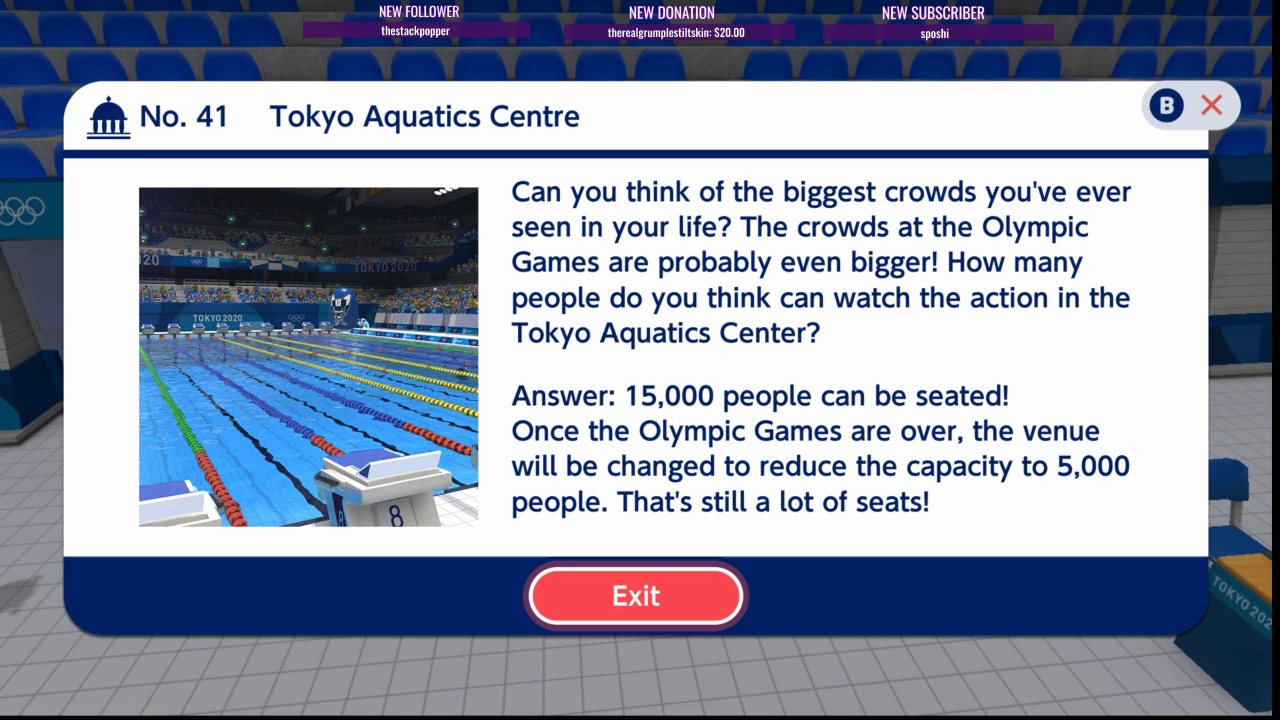 NEW FOLLOWER
thestackpopper
NEW DONATION
therealgrumplestiltskin: $20.00
NEW SUBSCRIBER
sposhi
No. 41 Tokyo Aquatics Centre
B
Can you think of the biggest crowds you've ever
seen in your life? The crowds at the Olympic
Games are probably even bigger! How many
people do you think can watch the action in the
Tokyo Aquatics Center?
Answer: 15,000 people can be seated!
Once the Olympic Games are over, the venue
will be changed to reduce the capacity to 5,000
people. That's still a lot of seats!
020
TOKYO 2020
TOKYO 2020
8
Exit
TOKYO 202